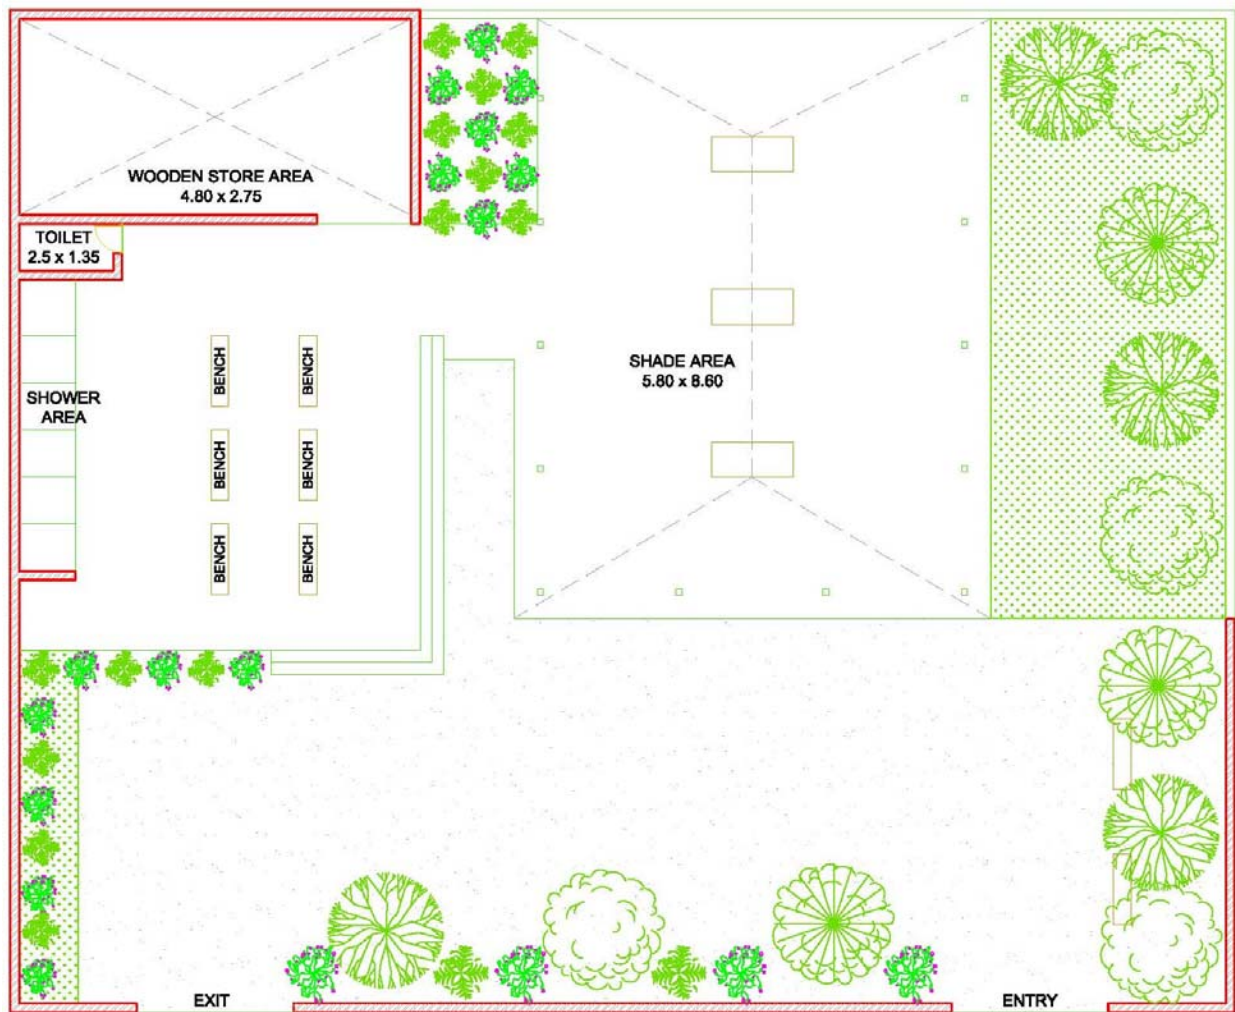 WOODEN STORE AREA
4.80 x 2.75
TOILET
2.5 x 1.35
SHOWER
AREA
BENCH
BENCH
BENCH
BENCH
BENCH
BENCH
SHADE AREA
5.80 x 8.60
EXIT
ENTRY